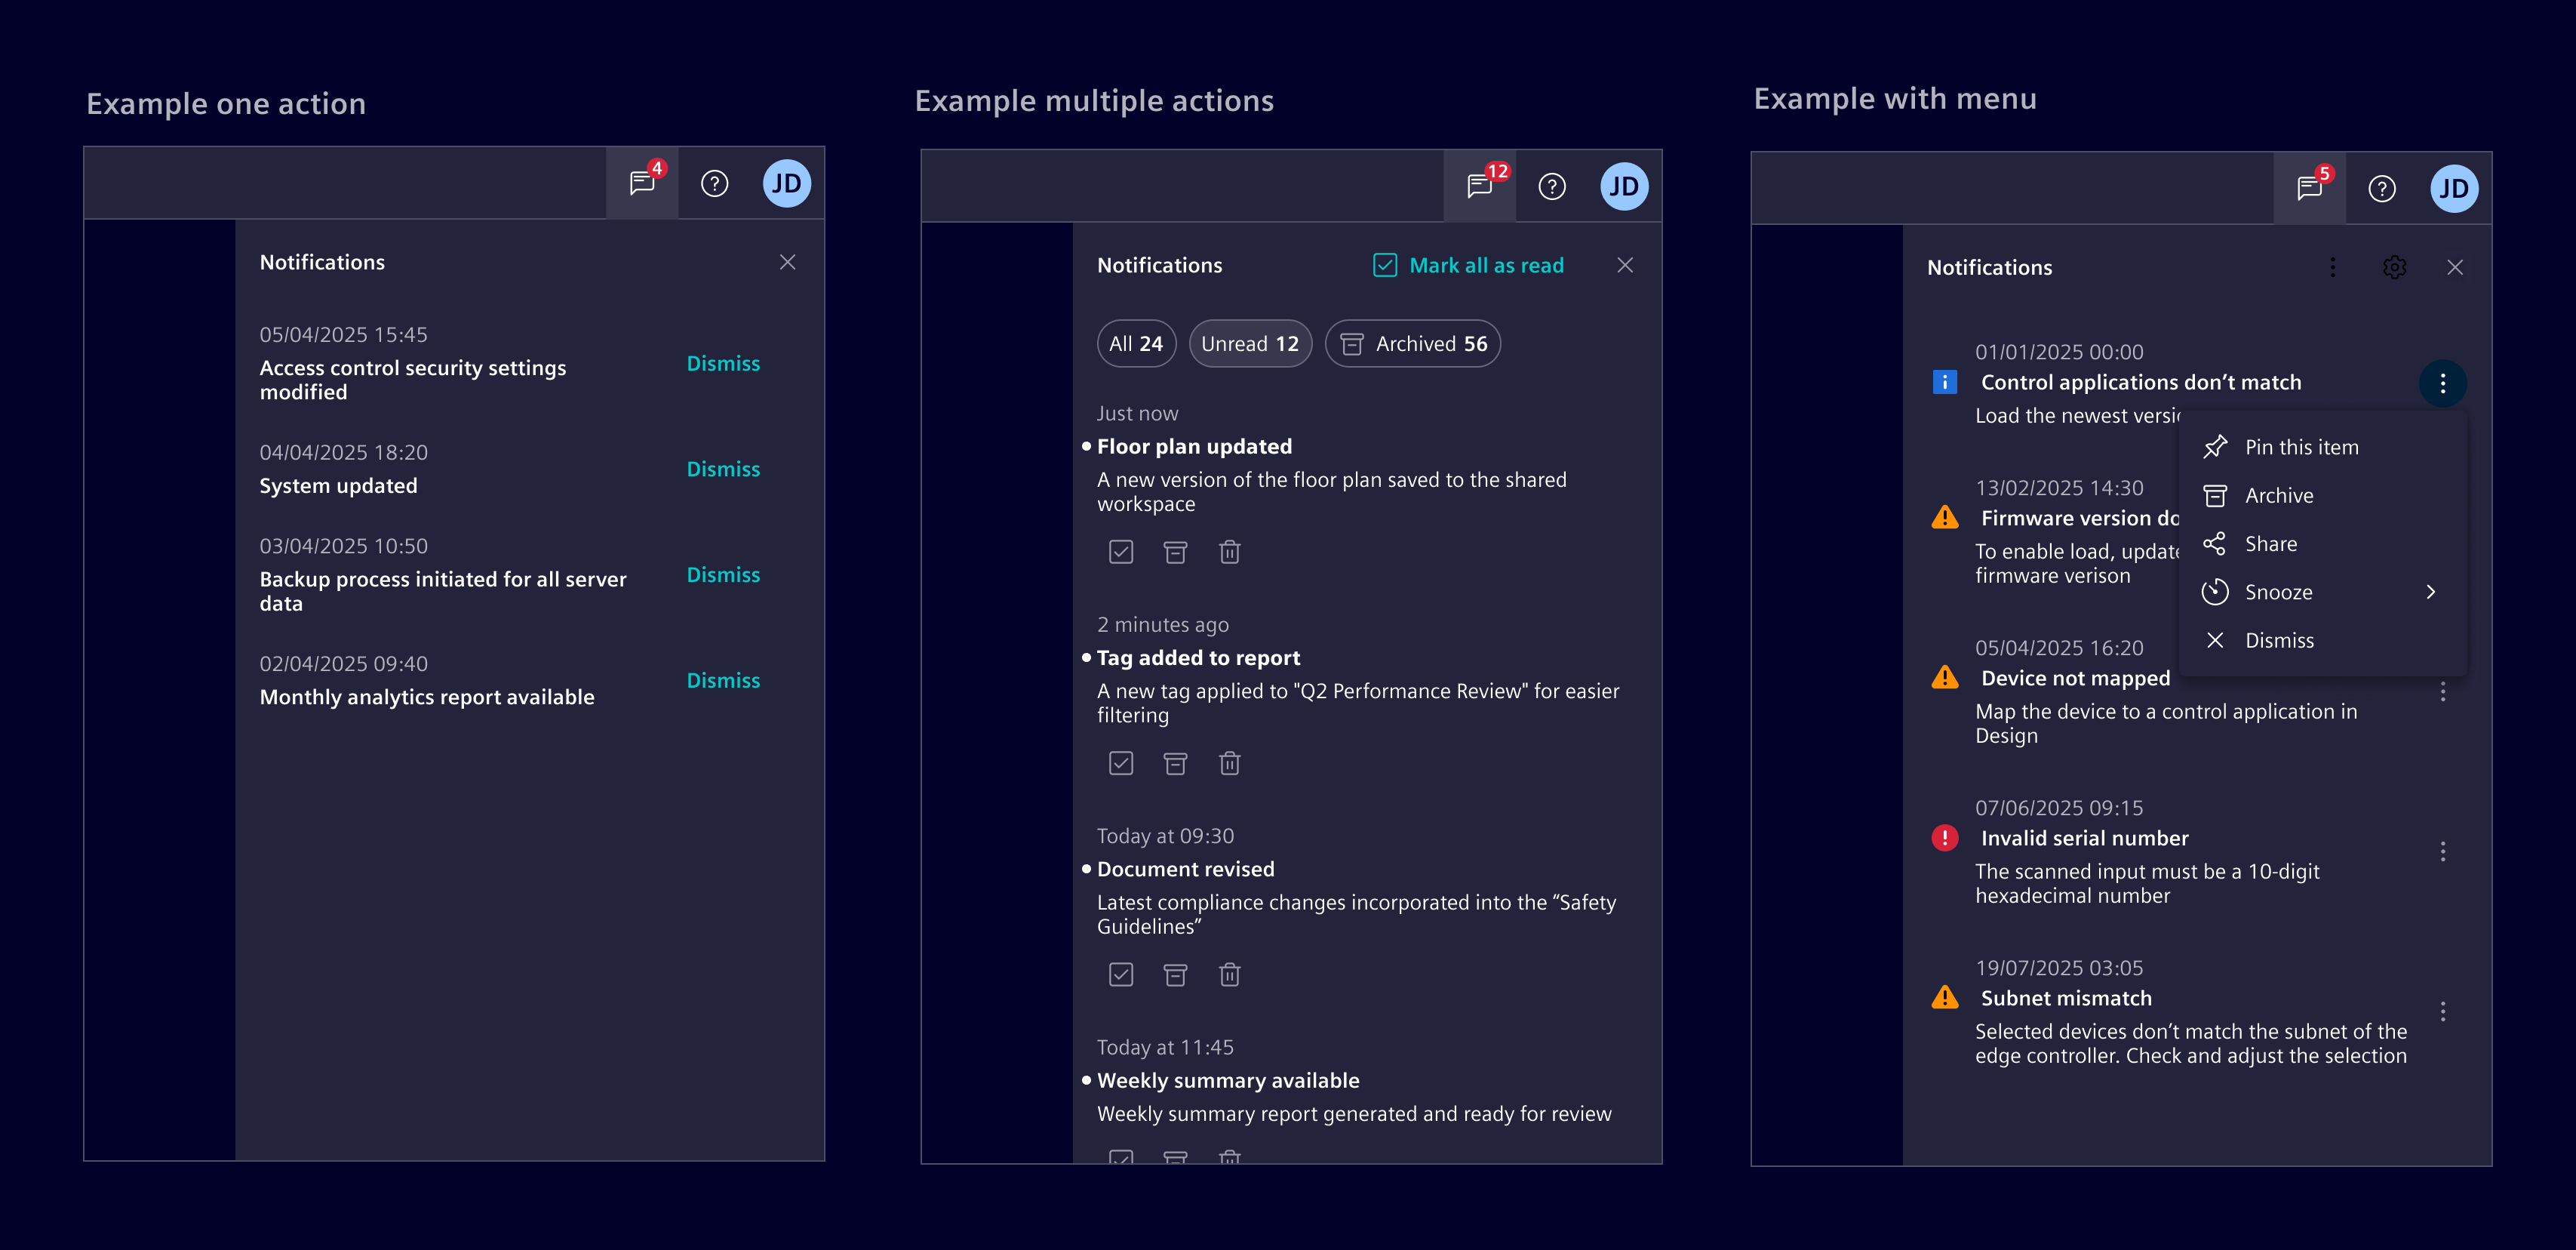 Example one action
4
JD
Notifications
05/04/2025 15:45
Access control security settings
modified
Dismiss
04/04/2025 18:20
System updated
Dismiss
03/04/2025 10:50
Backup process initiated for all server
data
Dismiss
02/04/2025 09:40
Monthly analytics report available
Dismiss
Example multiple actions
12
JD
Notifications
Mark all as read
All 24
Unread 12
Archived 56
Just now
Floor plan updated
A new version of the floor plan saved to the shared
workspace
2 minutes ago
Tag added to report
A new tag applied to "Q2 Performance Review" for easier
filtering
Today at 09:30
Document revised
Latest compliance changes incorporated into the “Safety
Guidelines”
Today at 11:45
Weekly summary available
Weekly summary report generated and ready for review
Example with menu
5
JD
Notifications
01/01/2025 00:00
Control applications don’t match
Load the newest versi
Pin this item
Archive
Share
Snooze
Dismiss
13/02/2025 14:30
Firmware version do
To enable load, update
firmware verison
05/04/2025 16:20
Device not mapped
Map the device to a control application in
Design
07/06/2025 09:15
Invalid serial number
The scanned input must be a 10-digit
hexadecimal number
19/07/2025 03:05
Subnet mismatch
Selected devices don’t match the subnet of the
edge controller. Check and adjust the selection